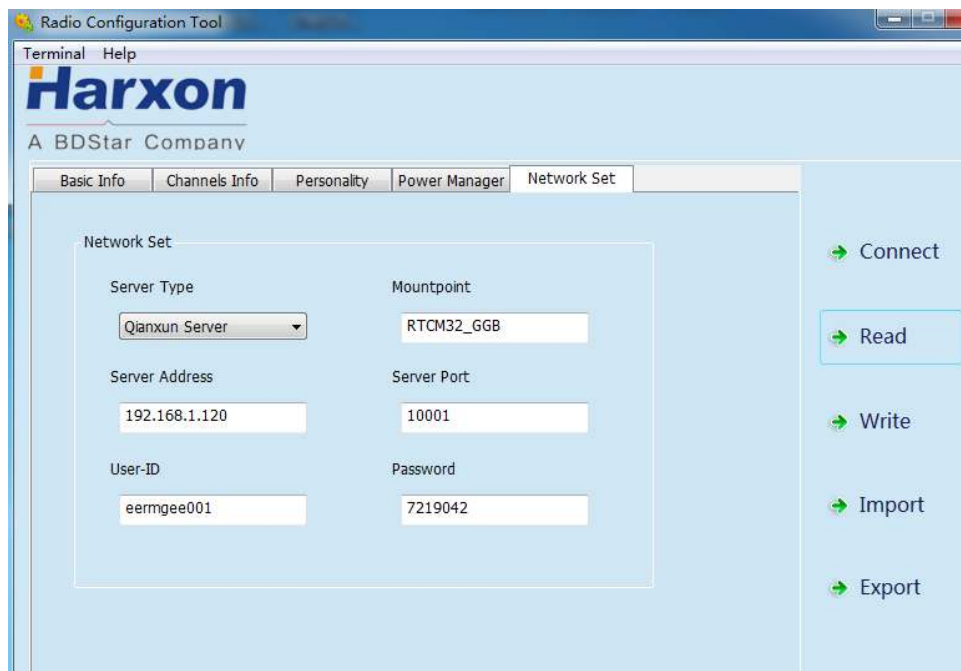 Radio Configuration Tool
Terminal Help
Harxon
A BDStar Company
Basic Info Channels Info Personality Power Manager Network Set
Network Set
Server Type Mountpoint
Qianxun Server RTCM32_GGB
Server Address Server Port
192.168.1.120 10001
User-ID Password
eermgee001 7219042
Connect
Read
Write
Import
Export